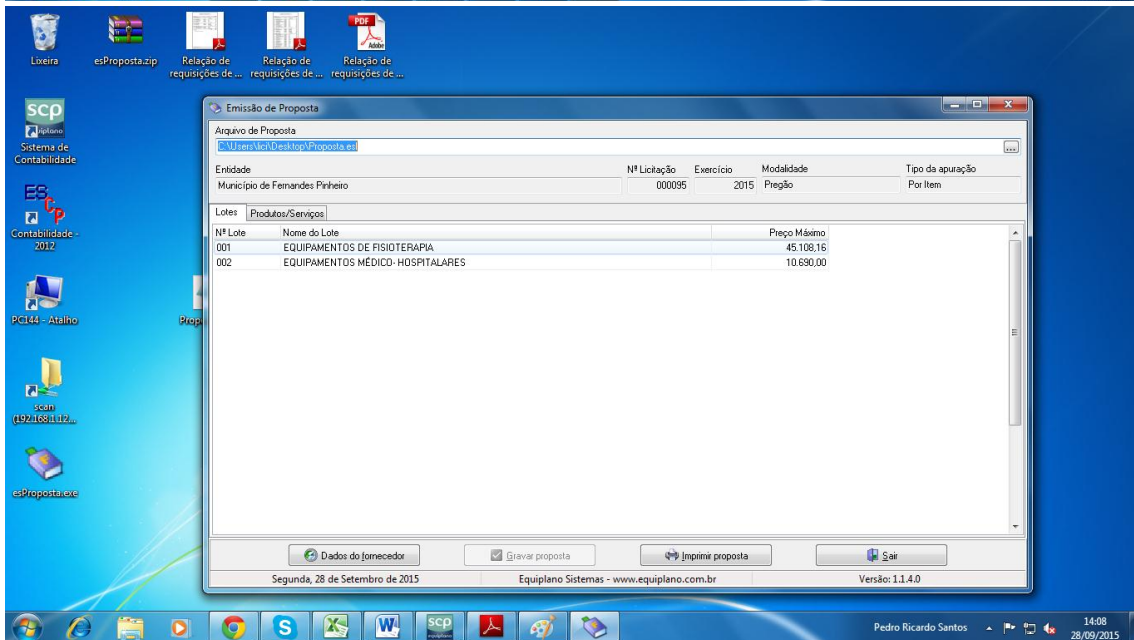 Lixeira
esProposta.zip
Relação de
requisições de ...
Relação de
requisições de ...
PDF
Adobe
Relação de
requisições de ...
scp
Sistema de
Contabilidade
Contabilidade -
2012
PC144 - Atalho
scan
(192.168.1.12...
esProposta.exe
Emissão de Proposta
Arquivo de Proposta
C:\Users\lici\Desktop\Proposta.esl
...
Entidade Nº Licitação Exercício Modalidade Tipo da apuração
Município de Fernandes Pinheiro 000095 2015 Pregão Por Item
Lotes Produtos/Serviços
Nº Lote Nome do Lote Preço Máximo
001 EQUIPAMENTOS DE FISIOTERAPIA 45.108,16
002 EQUIPAMENTOS MÉDICO- HOSPITALARES 10.690,00
Dados do fornecedor Gravar proposta Imprimir proposta Sair
Segunda, 28 de Setembro de 2015 Equiplano Sistemas - www.equiplano.com.br Versão: 1.1.4.0
scp
Pedro Ricardo Santos
14:08
28/09/2015